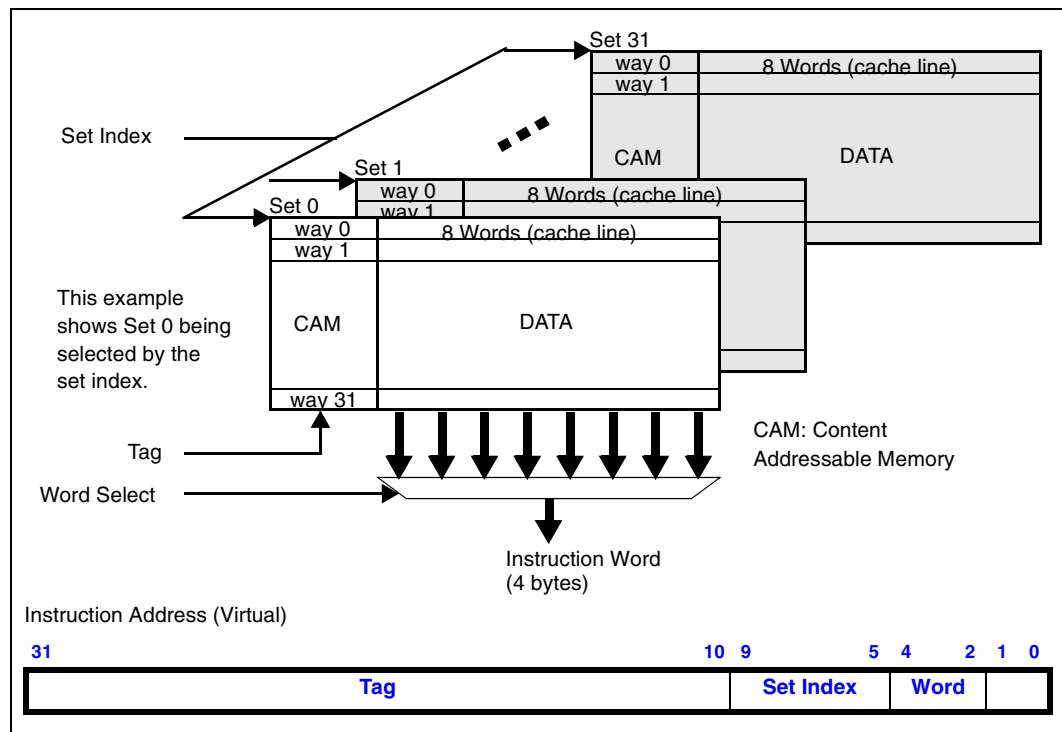 Set 31
way 0
8 Words (cache line)
way 1
Set Index
CAM
DATA
Set 1
way 0
8 Words (cache line)
way 1
Set 0
way 0
8 Words (cache line)
way 1
This example
shows Set 0 being
selected by the
set index.
CAM
DATA
way 31
Tag
CAM: Content
Addressable Memory
Word Select
Instruction Word
(4 bytes)
Instruction Address (Virtual)
31 10 9 5 4 2 1 0
Tag Set Index Word